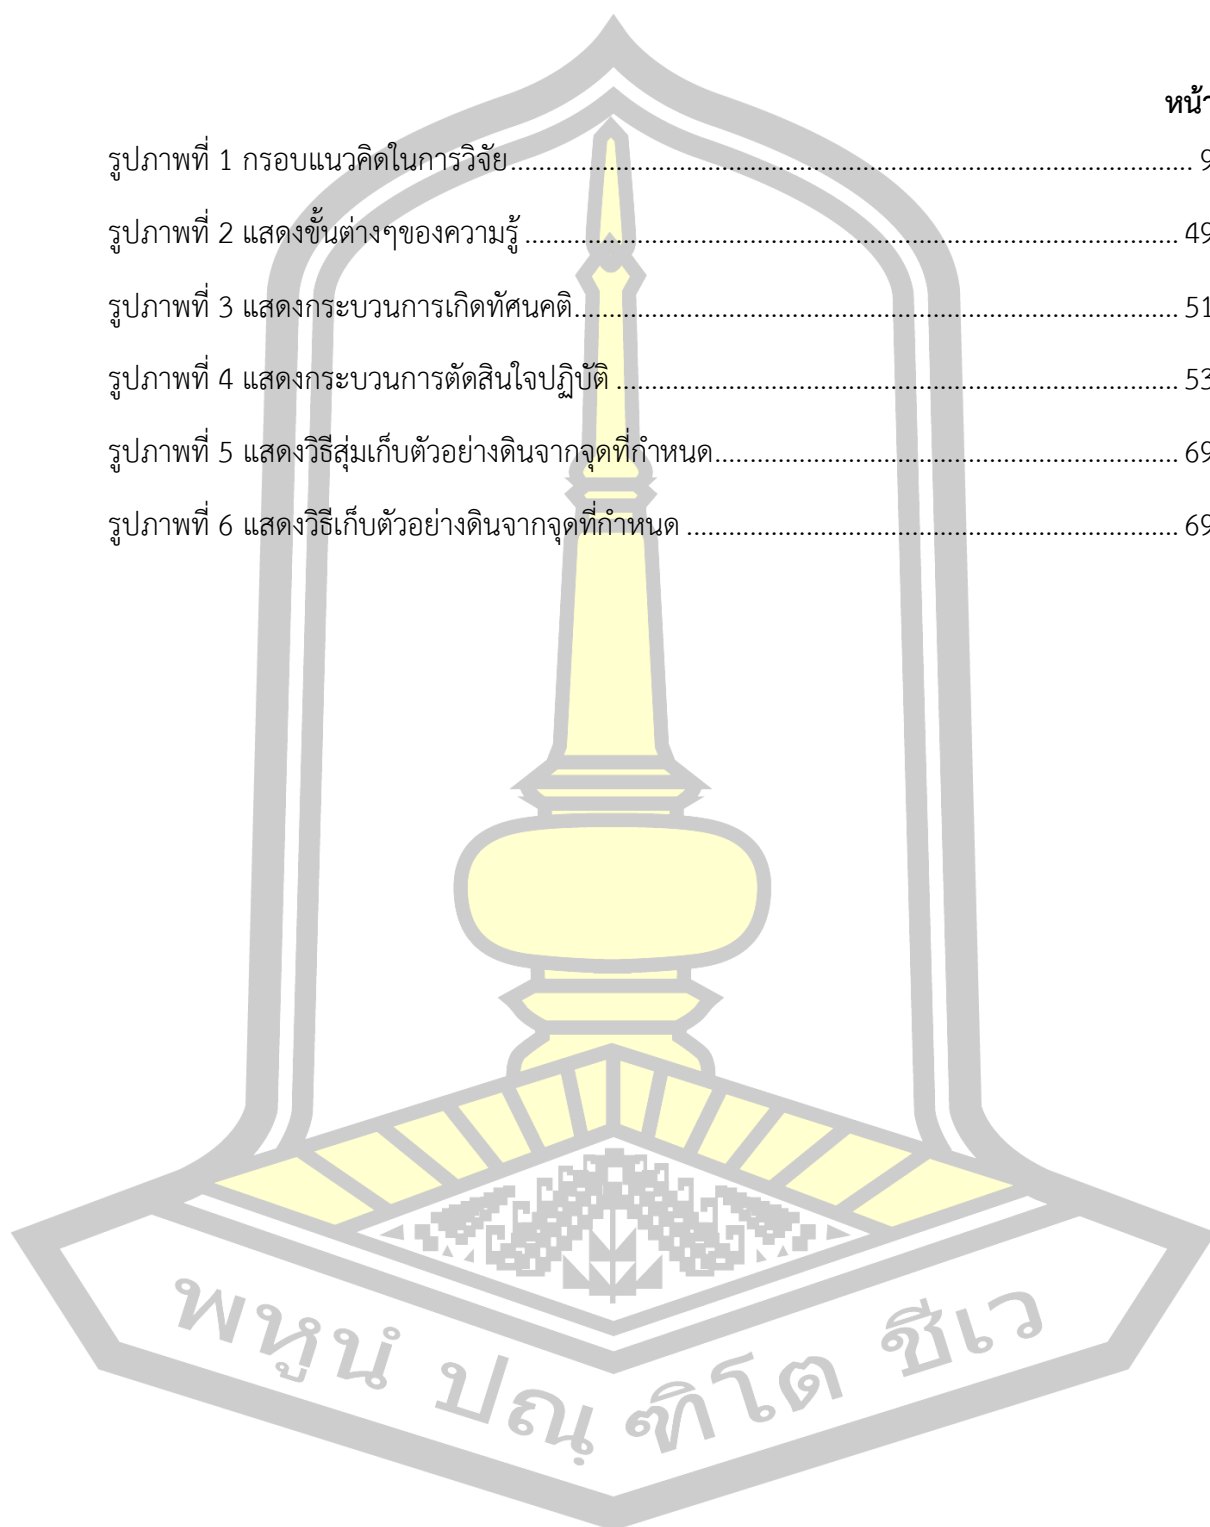 หน้า
รูปภาพที่ 1 กรอบแนวคิดในการวิจัย.................................................................................................. 9
รูปภาพที่ 2 แสดงขั้นต่างๆของความรู้ ............................................................................................. 49
รูปภาพที่ 3 แสดงกระบวนการเกิดทัศนคติ..................................................................................... 51
รูปภาพที่ 4 แสดงกระบวนการตัดสินใจปฏิบัติ ................................................................................ 53
รูปภาพที่ 5 แสดงวิธีสุ่มเก็บตัวอย่างดินจากจุดที่กำหนด.................................................................. 69
รูปภาพที่ 6 แสดงวิธีเก็บตัวอย่างดินจากจุดที่กำหนด ...................................................................... 69
พหูนํ ปณฺ ฑิโต ชีเว